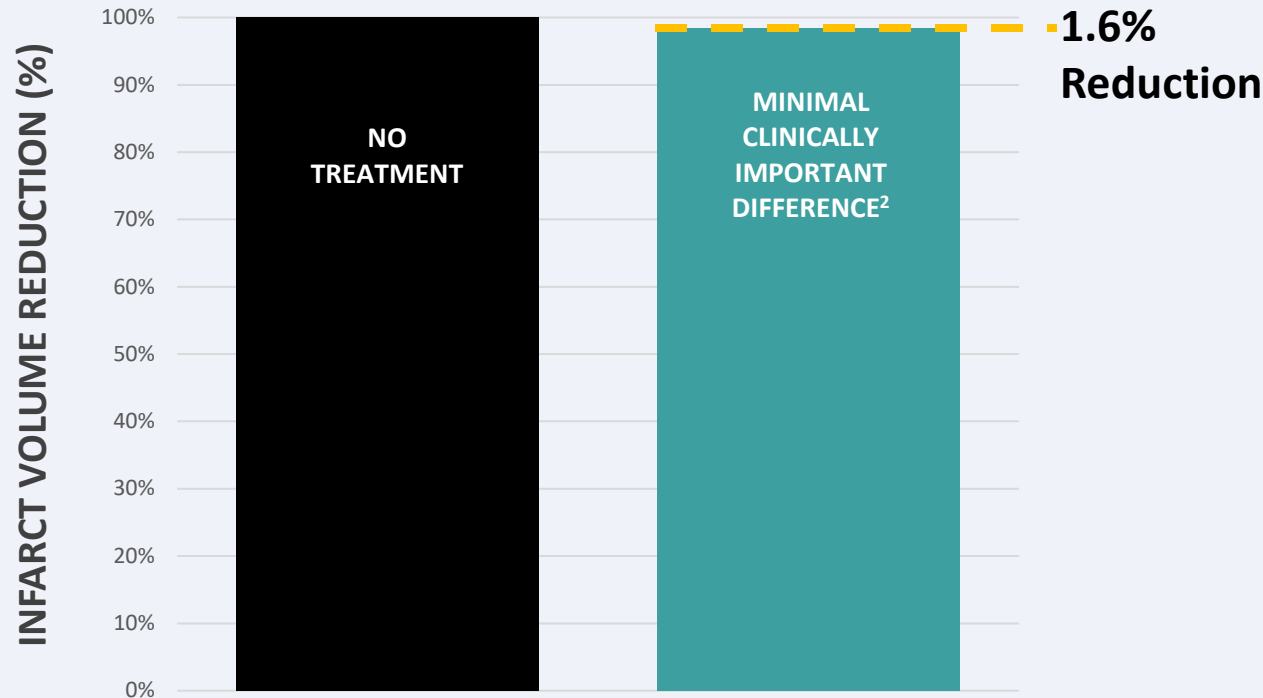 INFARCT VOLUME REDUCTION (%)
100%
90%
80%
70%
60%
50%
40%
30%
20%
10%
0%
NO
TREATMENT
MINIMAL
CLINICALLY
IMPORTANT
DIFFERENCE²
1.6%
Reduction